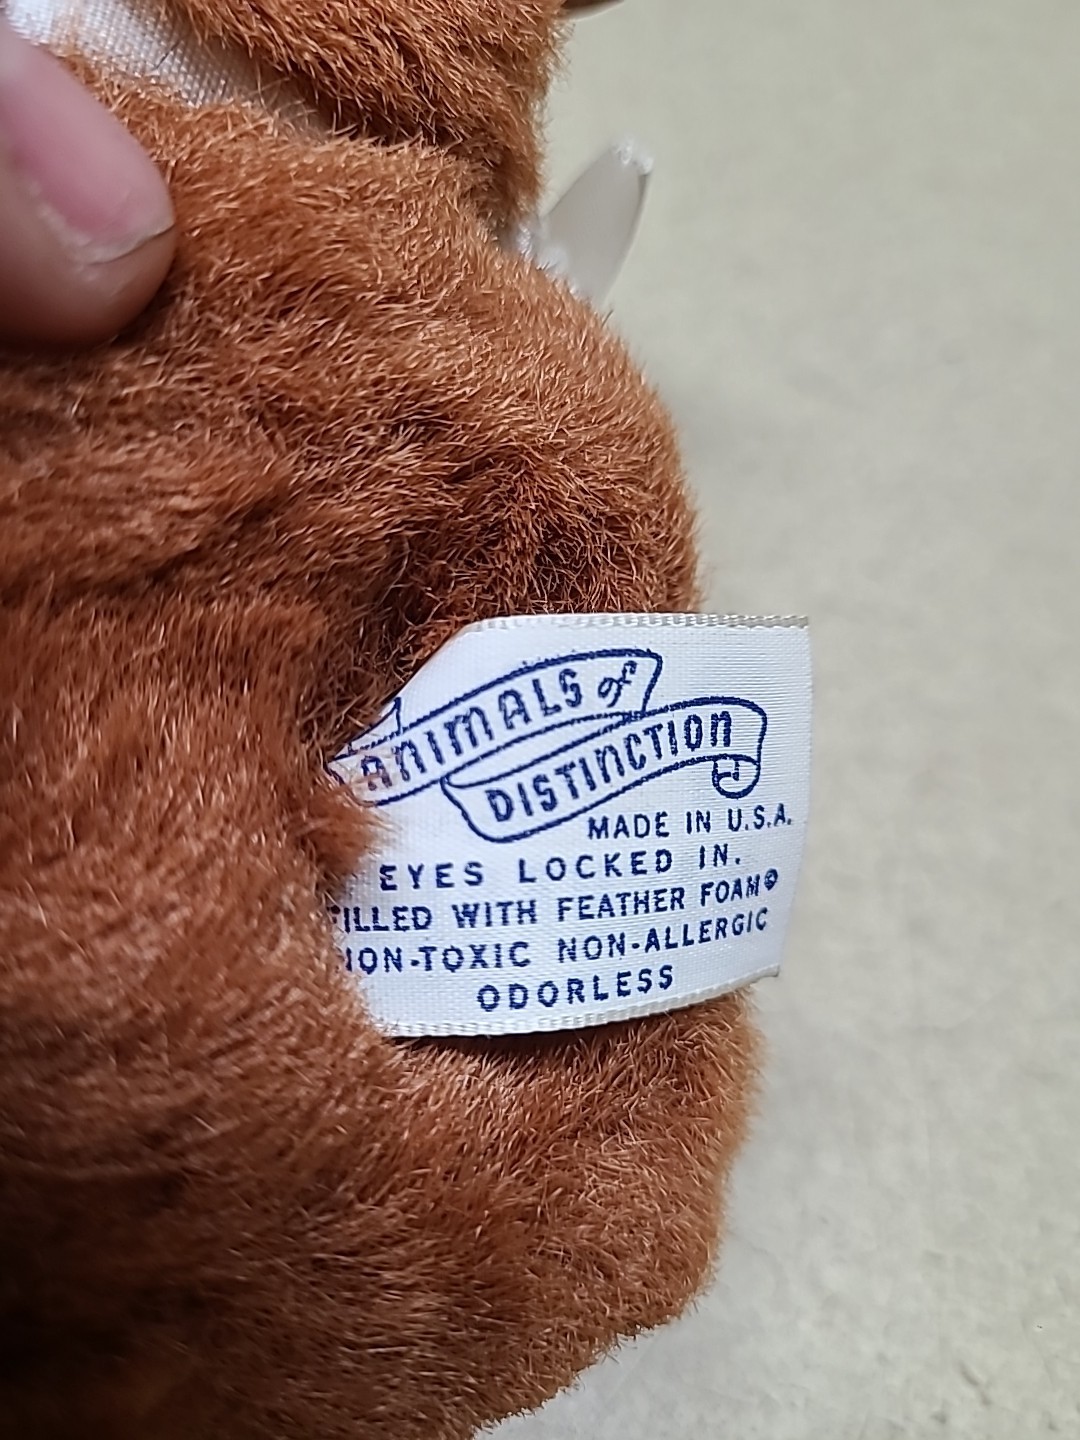 ANIMALS of
DISTINCTION
MADE IN U.S.A.
EYES LOCKED IN.
FILLED WITH FEATHER FOAM©
NON-TOXIC NON-ALLERGIC
ODORLESS